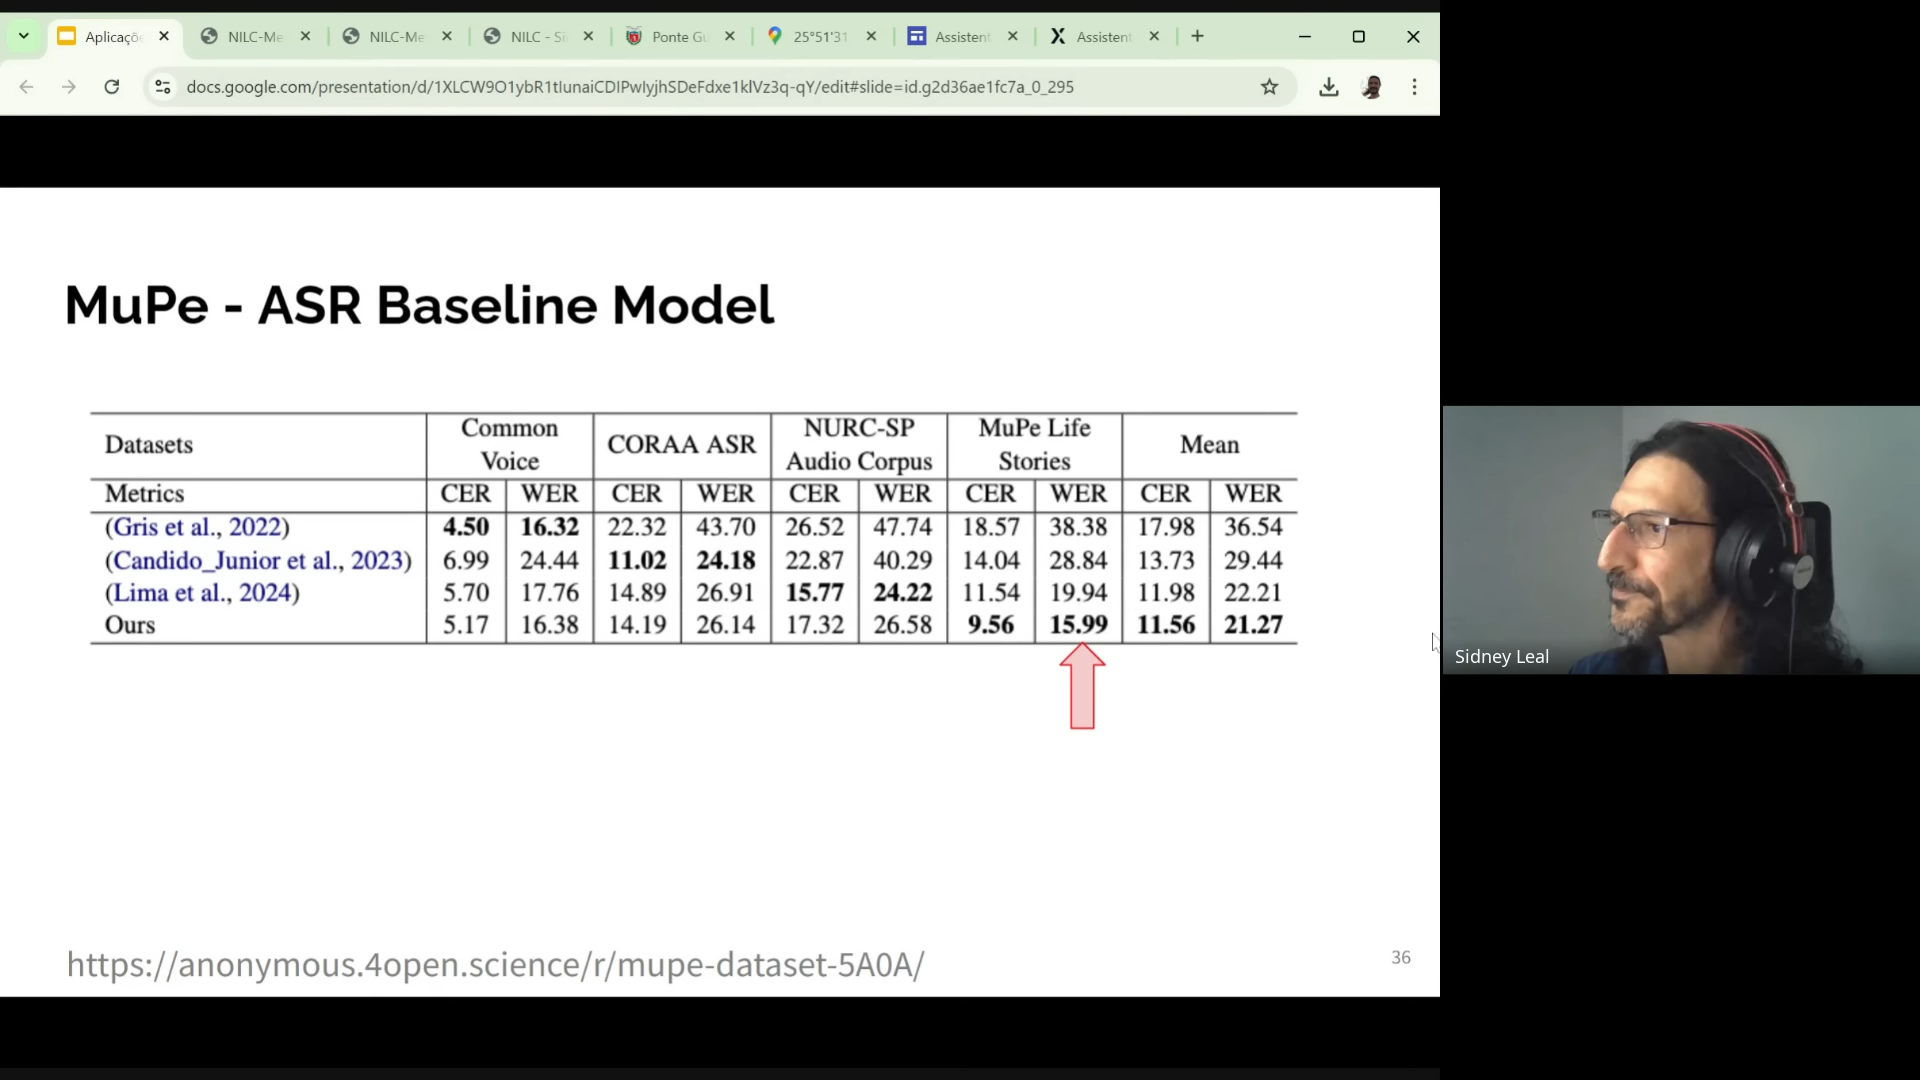 Aplicaçõ
NILC-Me
NILC-Me
NILC - Si
Ponte Gu
25°51'31
Assistent
Assistent
docs.google.com/presentation/d/1XLCW9O1ybR1tIunaiCDIPwIyjhSDeFdxe1klVz3q-qY/edit#slide=id.g2d36ae1fc7a_0_295
MuPe - ASR Baseline Model
Datasets Common Voice CORAA ASR NURC-SP Audio Corpus MuPe Life Stories Mean
Metrics CER WER CER WER CER WER CER WER CER WER
(Gris et al., 2022) 4.50 16.32 22.32 43.70 26.52 47.74 18.57 38.38 17.98 36.54
(Candido_Junior et al., 2023) 6.99 24.44 11.02 24.18 22.87 40.29 14.04 28.84 13.73 29.44
(Lima et al., 2024) 5.70 17.76 14.89 26.91 15.77 24.22 11.54 19.94 11.98 22.21
Ours 5.17 16.38 14.19 26.14 17.32 26.58 9.56 15.99 11.56 21.27
Sidney Leal
https://anonymous.4open.science/r/mupe-dataset-5A0A/
36